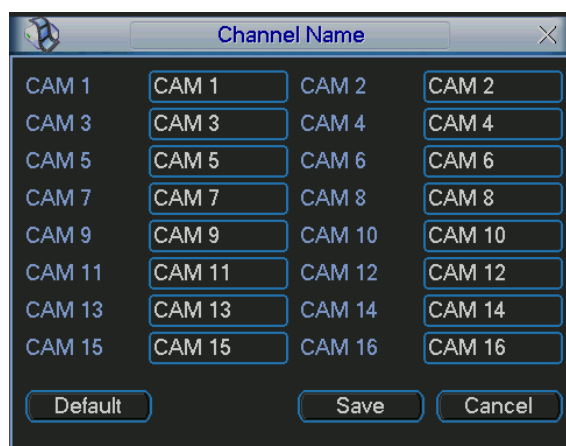 Channel Name
CAM 1 CAM 1 CAM 2 CAM 2
CAM 3 CAM 3 CAM 4 CAM 4
CAM 5 CAM 5 CAM 6 CAM 6
CAM 7 CAM 7 CAM 8 CAM 8
CAM 9 CAM 9 CAM 10 CAM 10
CAM 11 CAM 11 CAM 12 CAM 12
CAM 13 CAM 13 CAM 14 CAM 14
CAM 15 CAM 15 CAM 16 CAM 16
Default Save Cancel